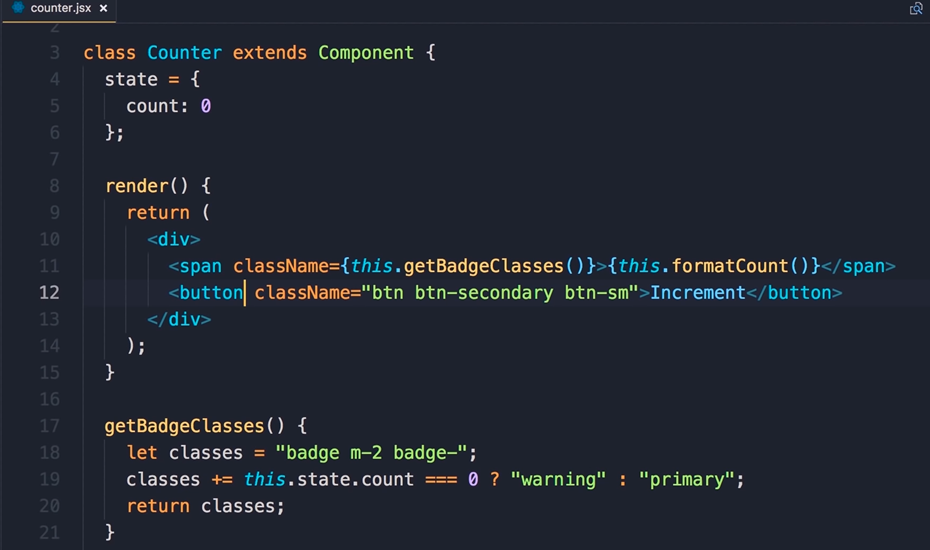 counter.jsx ×
2
3 class Counter extends Component {
4 state = {
5 count: 0
6 };
7
8 render() {
9 return (
10 <div>
11 <span className={this.getBadgeClasses()}>{this.formatCount()}</span>
12 <button className="btn btn-secondary btn-sm">Increment</button>
13 </div>
14 );
15 }
16
17 getBadgeClasses() {
18 let classes = "badge m-2 badge-";
19 classes += this.state.count === 0 ? "warning" : "primary";
20 return classes;
21 }